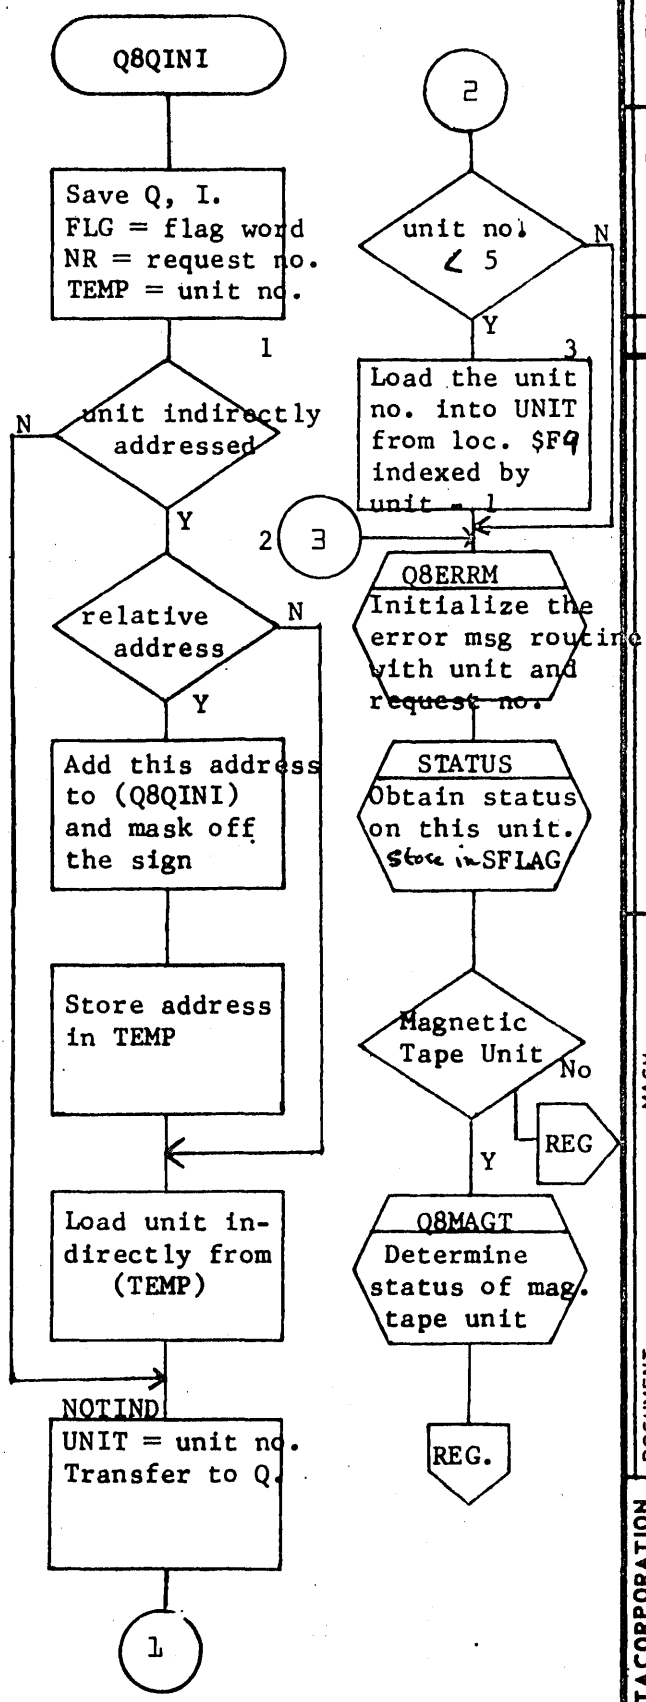 Q8QINI
Save Q, I.
FLG = flag word
NR = request no.
TEMP = unit no.
1
unit indirectly
addressed
N
Y
2
relative
address
N
Y
Add this address
to (Q8QINI)
and mask off
the sign
Store address
in TEMP
Load unit in-
directly from
(TEMP)
NOTIND
UNIT = unit no.
Transfer to Q.
1
2
unit no.
< 5
N
Y
3
Load the unit
no. into UNIT
from loc. $F9
indexed by
unit - 1
3
Q8ERRM
Initialize the
error msg routine
with unit and
request no.
STATUS
Obtain status
on this unit.
Store in SFLAG
Magnetic
Tape Unit
No
REG
Y
Q8MAGT
Determine
status of mag.
tape unit
REG.
DOCUMENT
TA CORPORATION